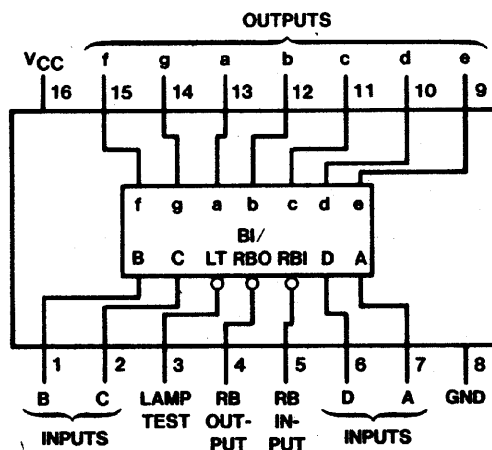 OUTPUTS
VCC f g a b c d e
16 15 14 13 12 11 10 9
f g a b c d e
BI/
B C LT RBO RBI D A
1 2 3 4 5 6 7 8
B C LAMP RB RB D A GND
TEST OUT- IN-
INPUTS PUT PUT INPUTS